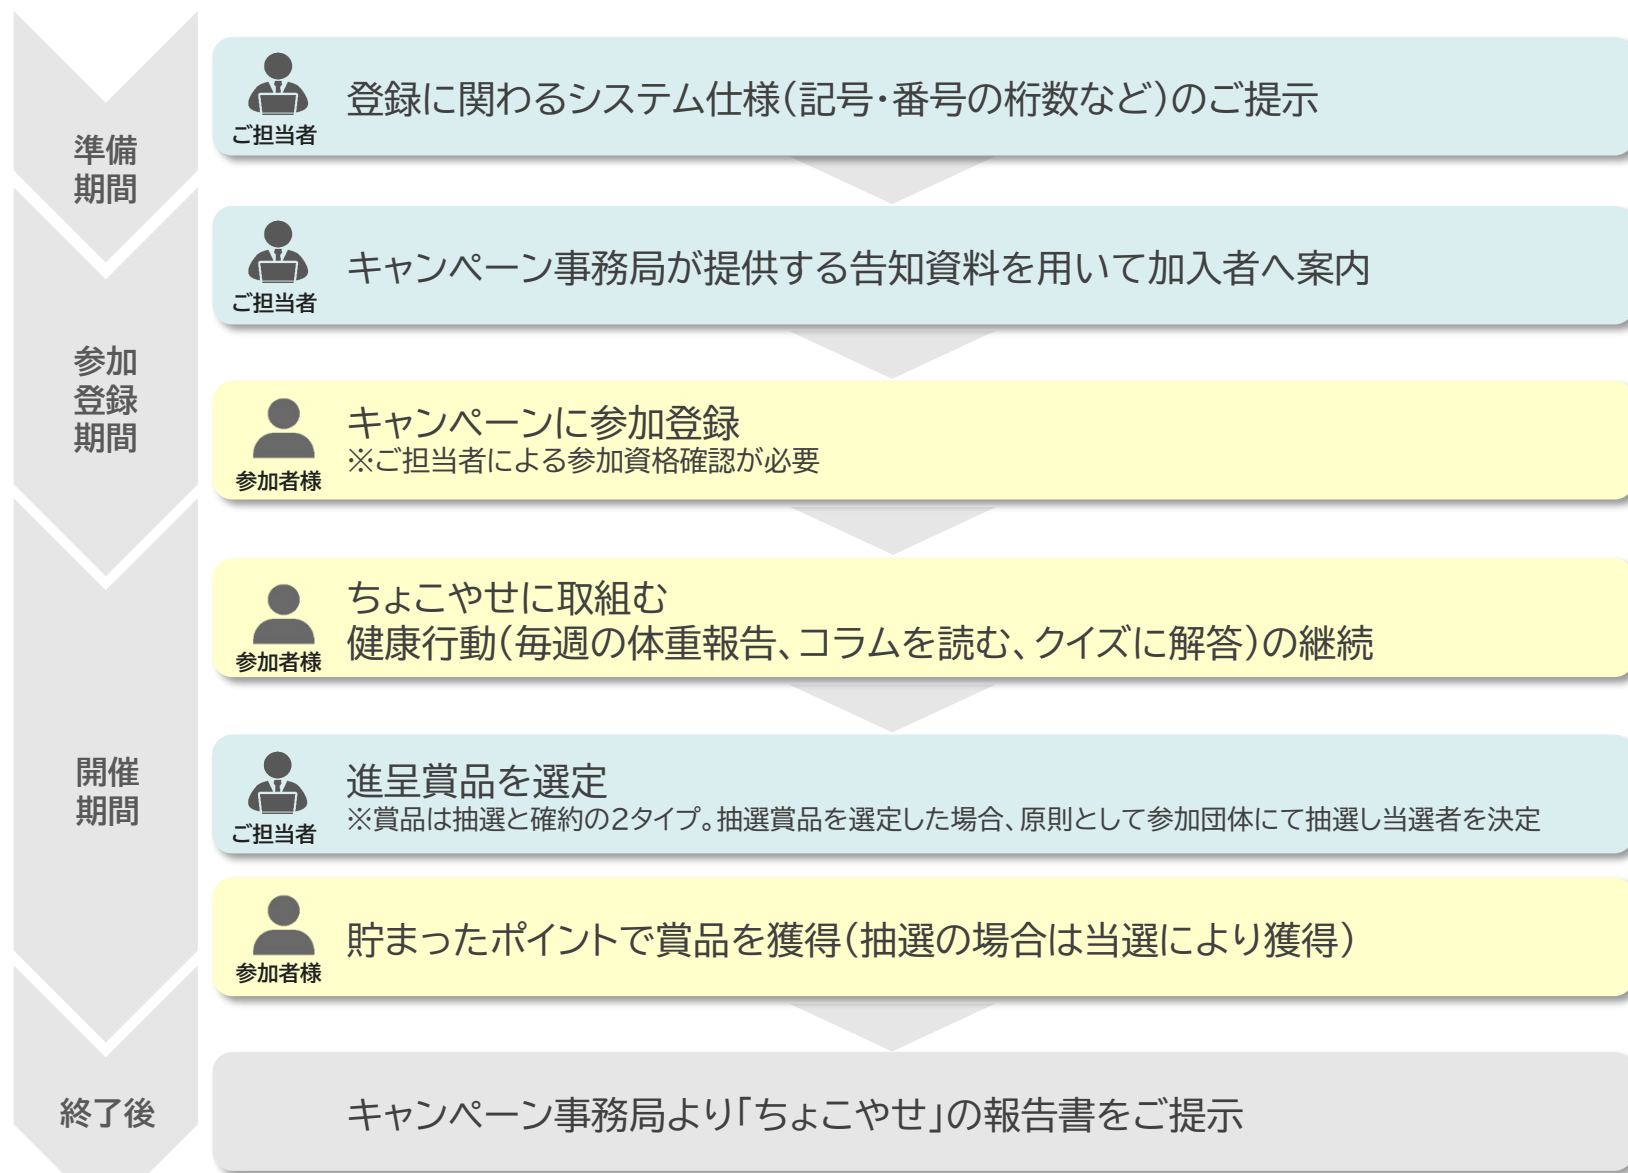 準備
期間
ご担当者
登録に関わるシステム仕様(記号・番号の桁数など)のご提示
ご担当者
キャンペーン事務局が提供する告知資料を用いて加入者へ案内
参加
登録
期間
参加者様
キャンペーンに参加登録
※ご担当者による参加資格確認が必要
参加者様
ちょこやせに取組む
健康行動(毎週の体重報告、コラムを読む、クイズに解答)の継続
開催
期間
ご担当者
進呈賞品を選定
※賞品は抽選と確約の2タイプ。抽選賞品を選定した場合、原則として参加団体にて抽選し当選者を決定
参加者様
貯まったポイントで賞品を獲得(抽選の場合は当選により獲得)
終了後
キャンペーン事務局より「ちょこやせ」の報告書をご提示